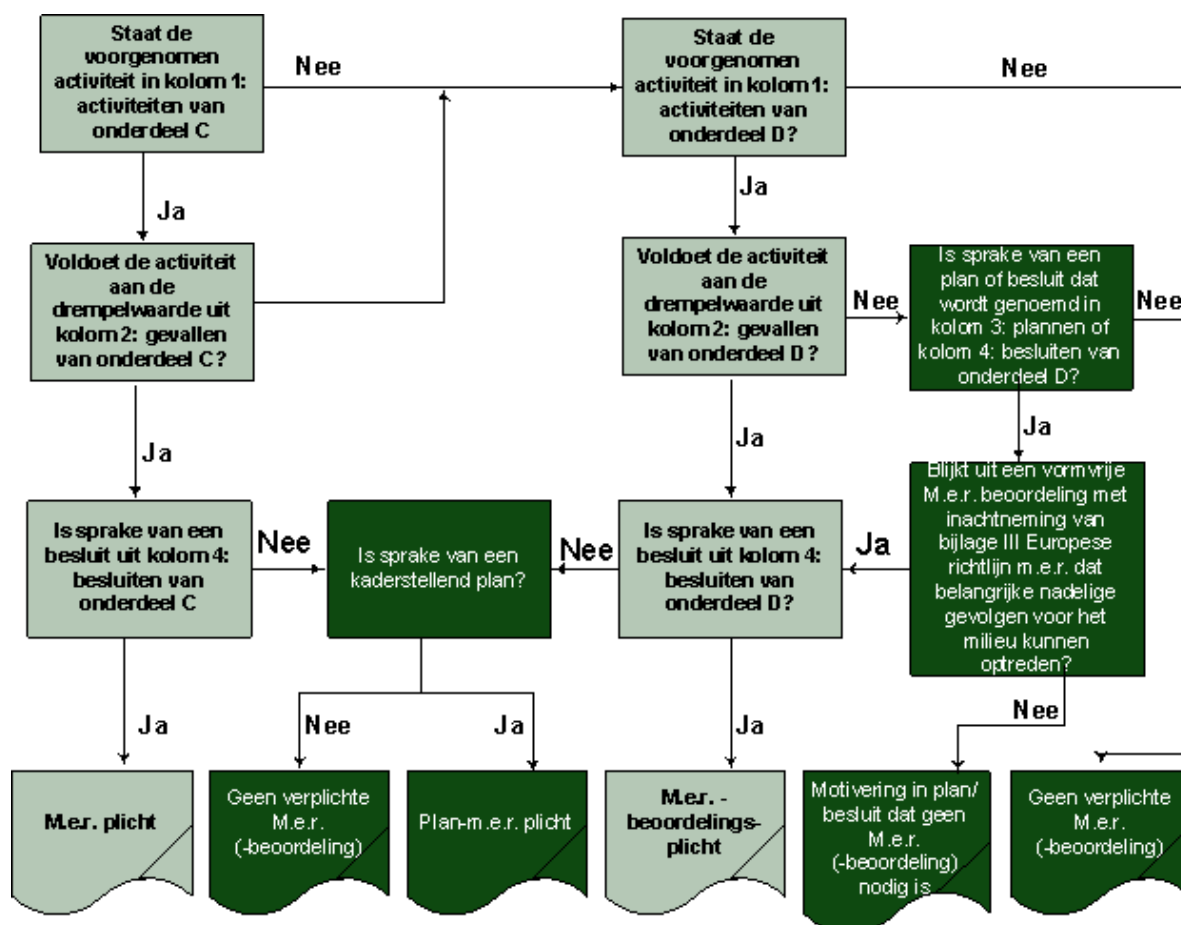 Staat de
voorgenomen
activiteit in kolom 1:
activiteiten van
onderdeel C
Nee
Staat de
voorgenomen
activiteit in kolom 1:
activiteiten van
onderdeel D?
Nee
Ja
Ja
Voldoet de activiteit
aan de
drempelwaarde uit
kolom 2: gevallen
van onderdeel C?
Voldoet de activiteit
aan de
drempelwaarde uit
kolom 2: gevallen
van onderdeel D?
Nee
Is sprake van een
plan of besluit dat
wordt genoemd in
kolom 3: plannen of
kolom 4: besluiten van
onderdeel D?
Nee
Ja
Ja
Ja
Is sprake van een
besluit uit kolom 4:
besluiten van
onderdeel C
Nee
Is sprake van een
kaderstellend plan?
Nee
Is sprake van een
besluit uit kolom 4:
besluiten van
onderdeel D?
Ja
Blijkt uit een vormvrije
M.e.r. beoordeling met
inachtneming van
bijlage III Europese
richtlijn m.e.r. dat
belangrijke nadelige
gevolgen voor het
milieu kunnen
optreden?
Ja
Nee
Ja
Ja
Nee
M.e.r. plicht
Geen verplichte
M.e.r.
(-beoordeling)
Plan-m.e.r. plicht
M.e.r. -
beoordelings-
plicht
Motivering in plan/
besluit dat geen
M.e.r.
(-beoordeling)
nodig is
Geen verplichte
M.e.r.
(-beoordeling)